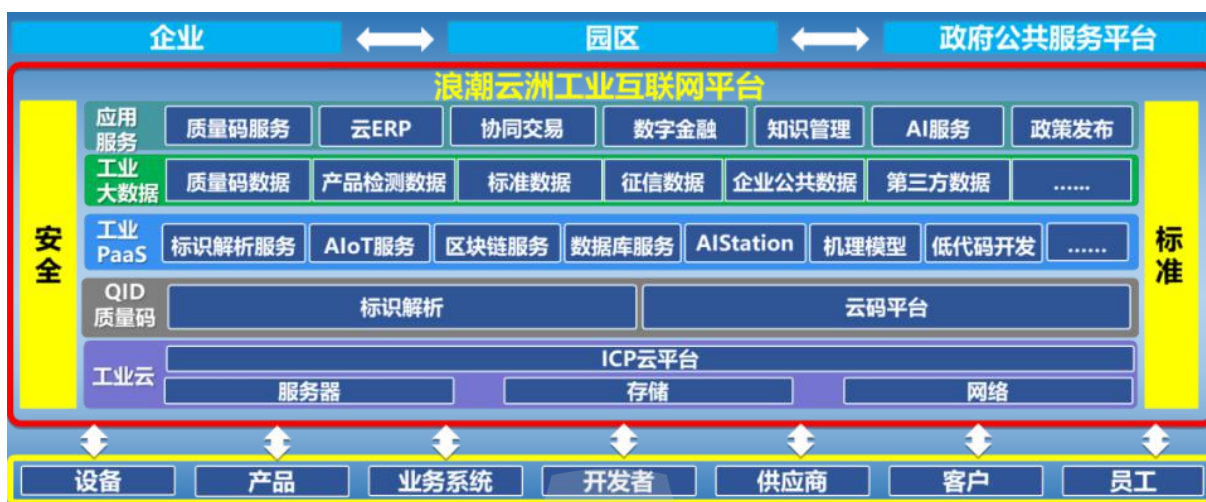 企业 园区 政府公共服务平台
浪潮云洲工业互联网平台
安全
标准
应用服务
质量码服务 云ERP 协同交易 数字金融 知识管理 AI服务 政策发布
工业大数据
质量码数据 产品检测数据 标准数据 征信数据 企业公共数据 第三方数据 ......
工业PaaS
标识解析服务 AIoT服务 区块链服务 数据库服务 AIStation 机理模型 低代码开发 ......
QID质量码
标识解析 云码平台
工业云
ICP云平台
服务器 存储 网络
设备 产品 业务系统 开发者 供应商 客户 员工